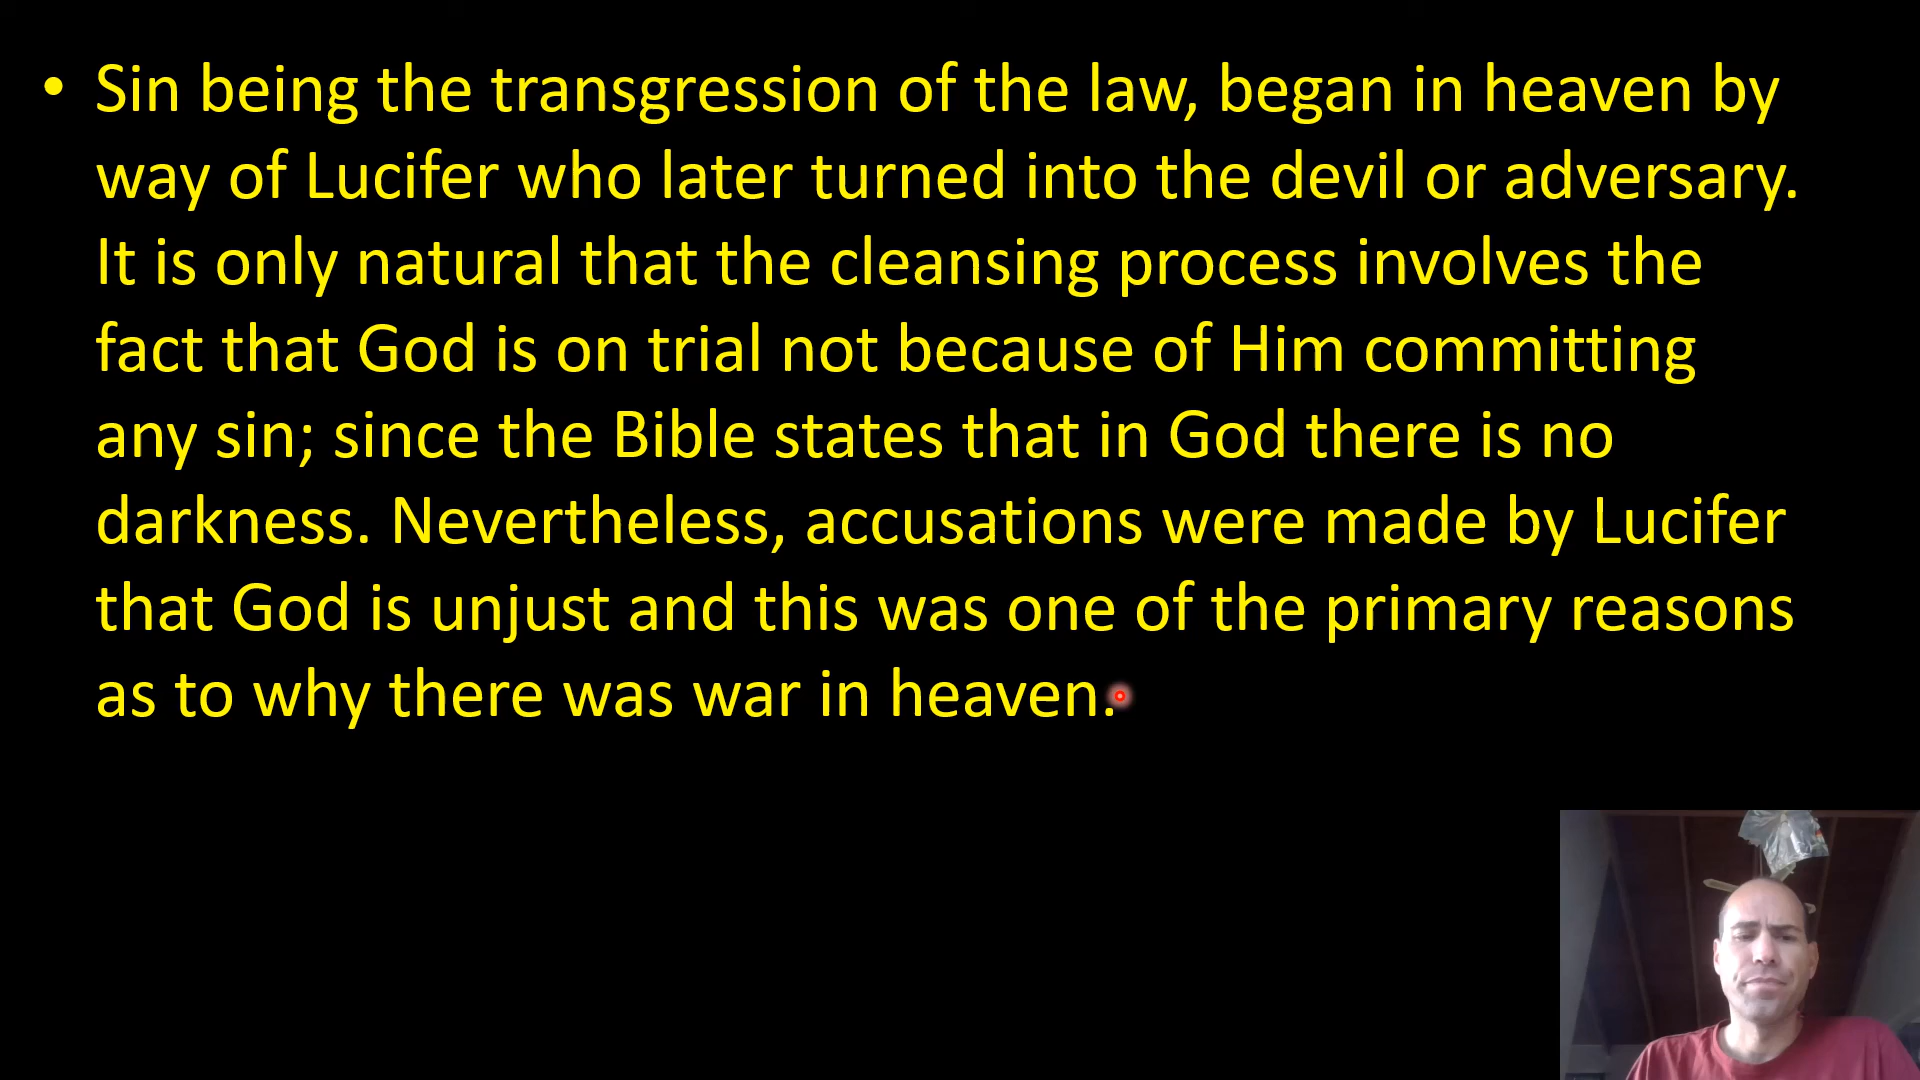 • Sin being the transgression of the law, began in heaven by
way of Lucifer who later turned into the devil or adversary.
It is only natural that the cleansing process involves the
fact that God is on trial not because of Him committing
any sin; since the Bible states that in God there is no
darkness. Nevertheless, accusations were made by Lucifer
that God is unjust and this was one of the primary reasons
as to why there was war in heaven.